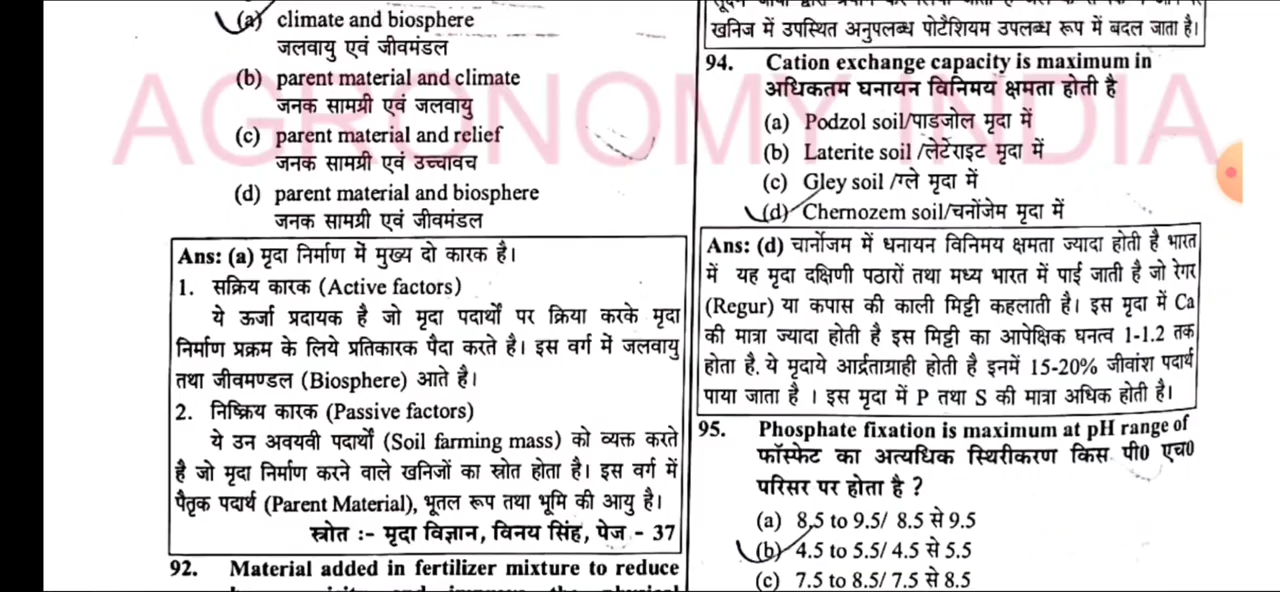 (a) climate and biosphere
जलवायु एवं जीवमंडल
(b) parent material and climate
जनक सामग्री एवं जलवायु
(c) parent material and relief
जनक सामग्री एवं उच्चावच
(d) parent material and biosphere
जनक सामग्री एवं जीवमंडल
Ans: (a) मृदा निर्माण में मुख्य दो कारक है।
1. सक्रिय कारक (Active factors)
ये ऊर्जा प्रदायक है जो मृदा पदार्थों पर क्रिया करके मृदा
निर्माण प्रक्रम के लिये प्रतिकारक पैदा करते है। इस वर्ग में जलवायु
तथा जीवमण्डल (Biosphere) आते है।
2. निष्क्रिय कारक (Passive factors)
ये उन अवयवी पदार्थों (Soil farming mass) को व्यक्त करते
है जो मृदा निर्माण करने वाले खनिजों का स्रोत होता है। इस वर्ग में
पैतृक पदार्थ (Parent Material), भूतल रूप तथा भूमि की आयु है।
स्त्रोत :- मृदा विज्ञान, विनय सिंह, पेज - 37
92. Material added in fertilizer mixture to reduce
खनिज में उपस्थित अनुपलब्ध पोटैशियम उपलब्ध रूप में बदल जाता है।
94. Cation exchange capacity is maximum in
अधिकतम घनायन विनिमय क्षमता होती है
(a) Podzol soil/पाडजोल मृदा में
(b) Laterite soil /लेटेराइट मृदा में
(c) Gley soil /ग्ले मृदा में
(d) Chernozem soil/चर्नोजेम मृदा में
Ans: (d) चार्नोजम में धनायन विनिमय क्षमता ज्यादा होती है भारत
में यह मृदा दक्षिणी पठारों तथा मध्य भारत में पाई जाती है जो रेगर
(Regur) या कपास की काली मिट्टी कहलाती है। इस मृदा में Ca
की मात्रा ज्यादा होती है इस मिट्टी का आपेक्षिक घनत्व 1-1.2 तक
होता है. ये मृदाये आर्द्रताग्राही होती है इनमें 15-20% जीवांश पदार्थ
पाया जाता है । इस मृदा में P तथा S की मात्रा अधिक होती है।
95. Phosphate fixation is maximum at pH range of
फॉस्फेट का अत्यधिक स्थिरीकरण किस पी0 एच0
परिसर पर होता है ?
(a) 8.5 to 9.5/ 8.5 से 9.5
(b) 4.5 to 5.5/ 4.5 से 5.5
(c) 7.5 to 8.5/ 7.5 से 8.5
AGRONOMY INDIA